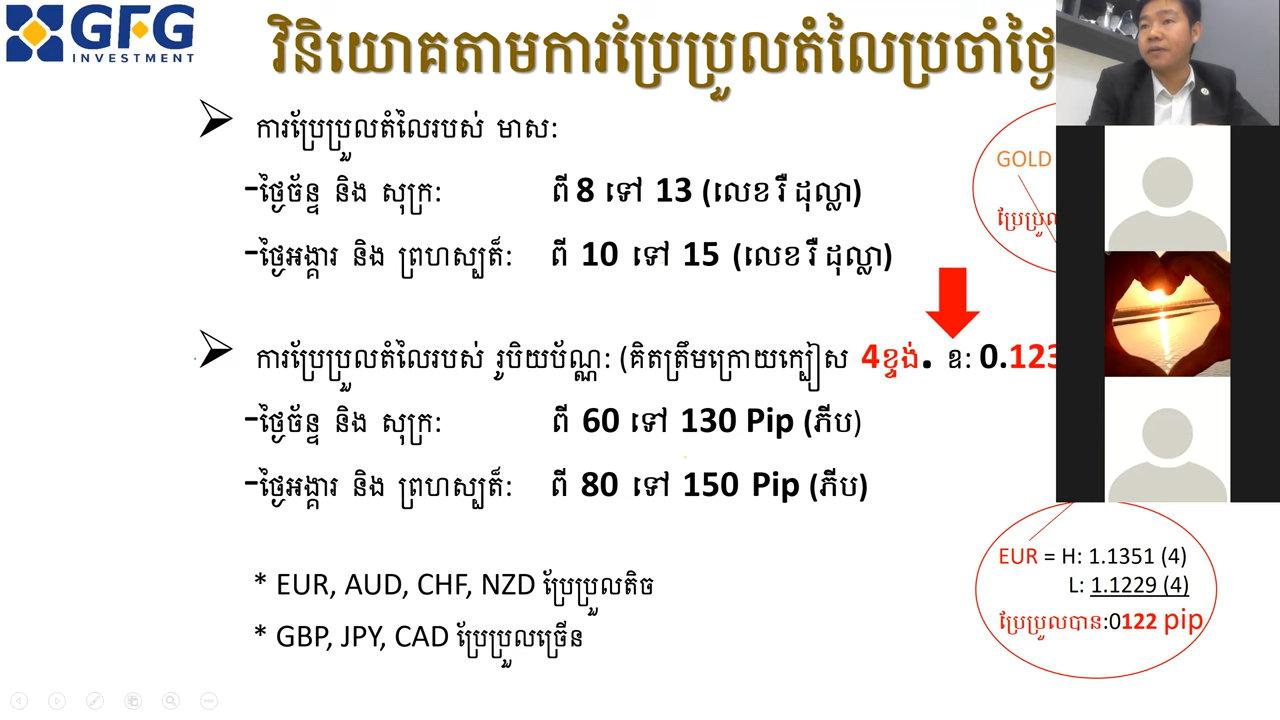 GFG
INVESTMENT
វិនិយោគតាមការប្រែប្រួលតំលៃប្រចាំថ្ងៃ
ការប្រែប្រួលតំលៃរបស់ មាស:
-ថ្ងៃច័ន្ទ និង សុក្រ: ពី 8 ទៅ 13 (លេខ រឺ ដុល្លា)
-ថ្ងៃអង្គារ និង ព្រហស្បត៏: ពី 10 ទៅ 15 (លេខ រឺ ដុល្លា)
GOLD
ការប្រែប្រួលតំលៃរបស់ រូបិយប័ណ្ណ: (គិតត្រឹមក្រោយក្បៀស 4ខ្ទង់. ឧ: 0.123
-ថ្ងៃច័ន្ទ និង សុក្រ: ពី 60 ទៅ 130 Pip (ភីប)
-ថ្ងៃអង្គារ និង ព្រហស្បត៏: ពី 80 ទៅ 150 Pip (ភីប)
* EUR, AUD, CHF, NZD ប្រែប្រួលតិច
* GBP, JPY, CAD ប្រែប្រួលច្រើន
EUR = H: 1.1351 (4)
L: 1.1229 (4)
ប្រែប្រួលបាន:0122 pip